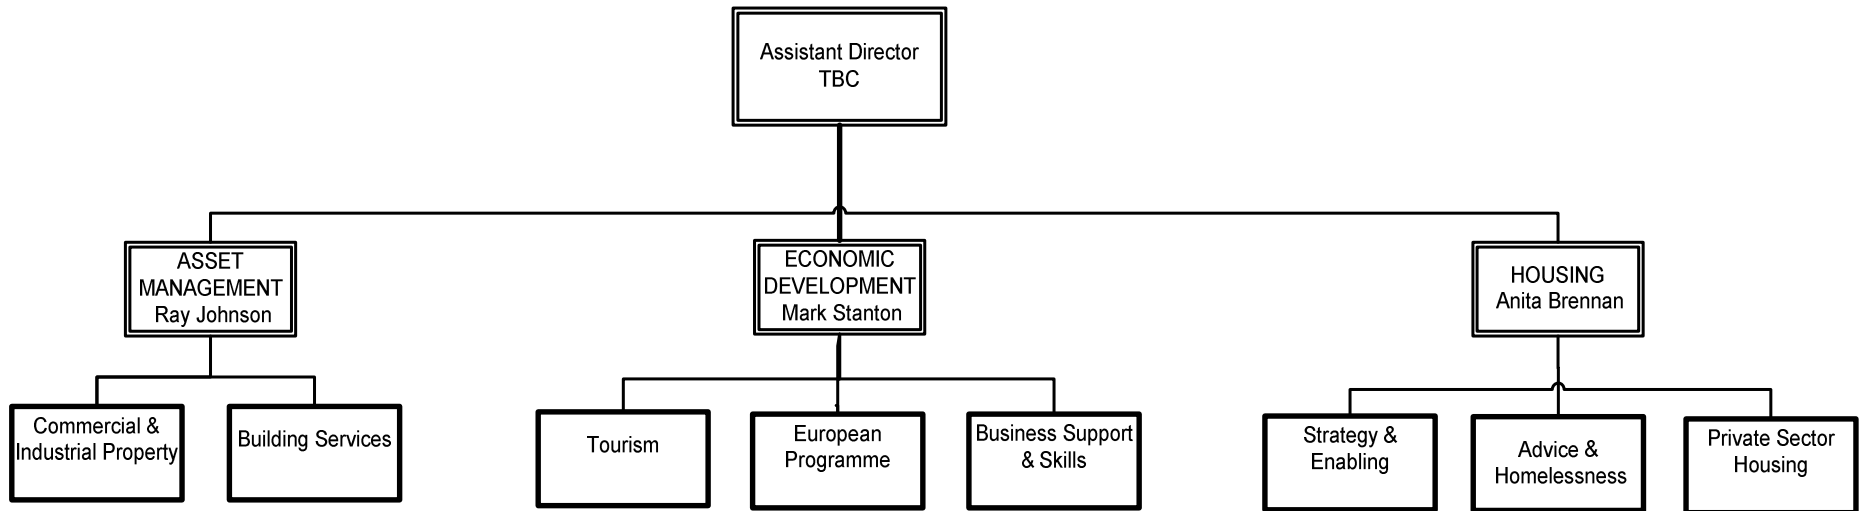 Assistant Director
TBC
ASSET
MANAGEMENT
Ray Johnson
ECONOMIC
DEVELOPMENT
Mark Stanton
HOUSING
Anita Brennan
Commercial &
Industrial Property
Building Services
Tourism
European
Programme
Business Support
& Skills
Strategy &
Enabling
Advice &
Homelessness
Private Sector
Housing